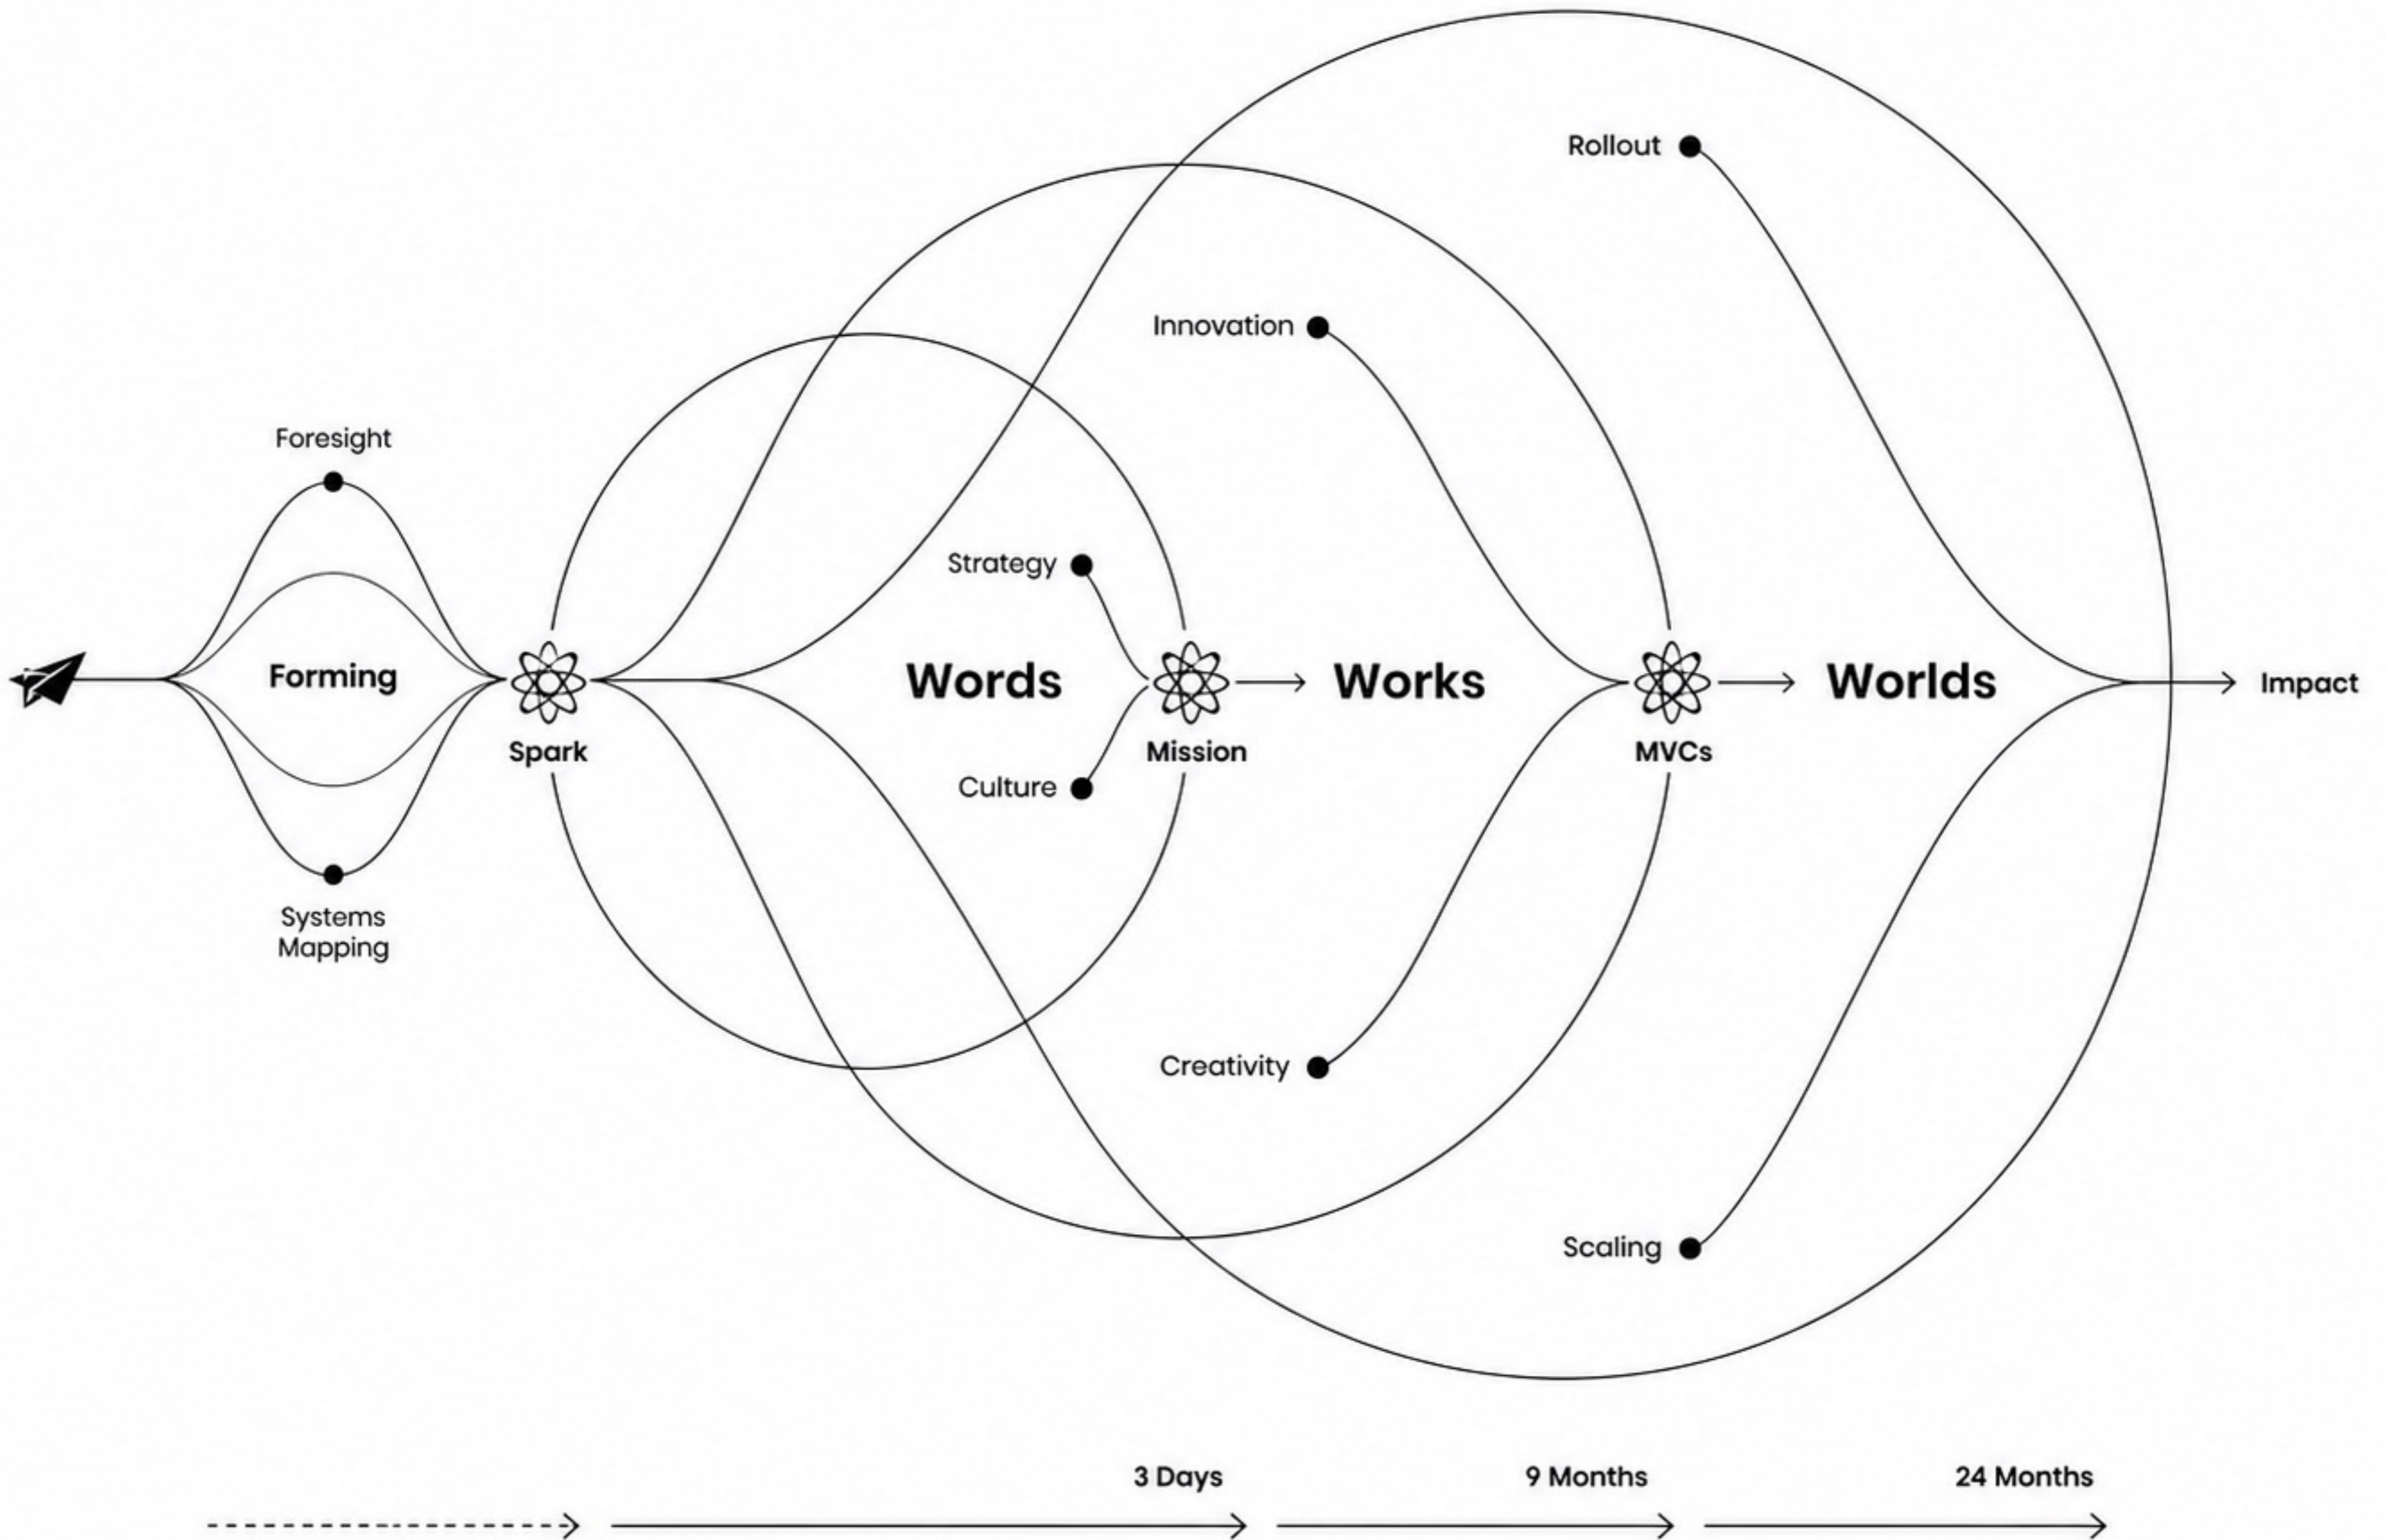 Foresight
Forming
Systems
Mapping
Spark
Words
Strategy
Culture
Mission
Works
Innovation
Creativity
MVCs
Worlds
Rollout
Scaling
Impact
3 Days
9 Months
24 Months